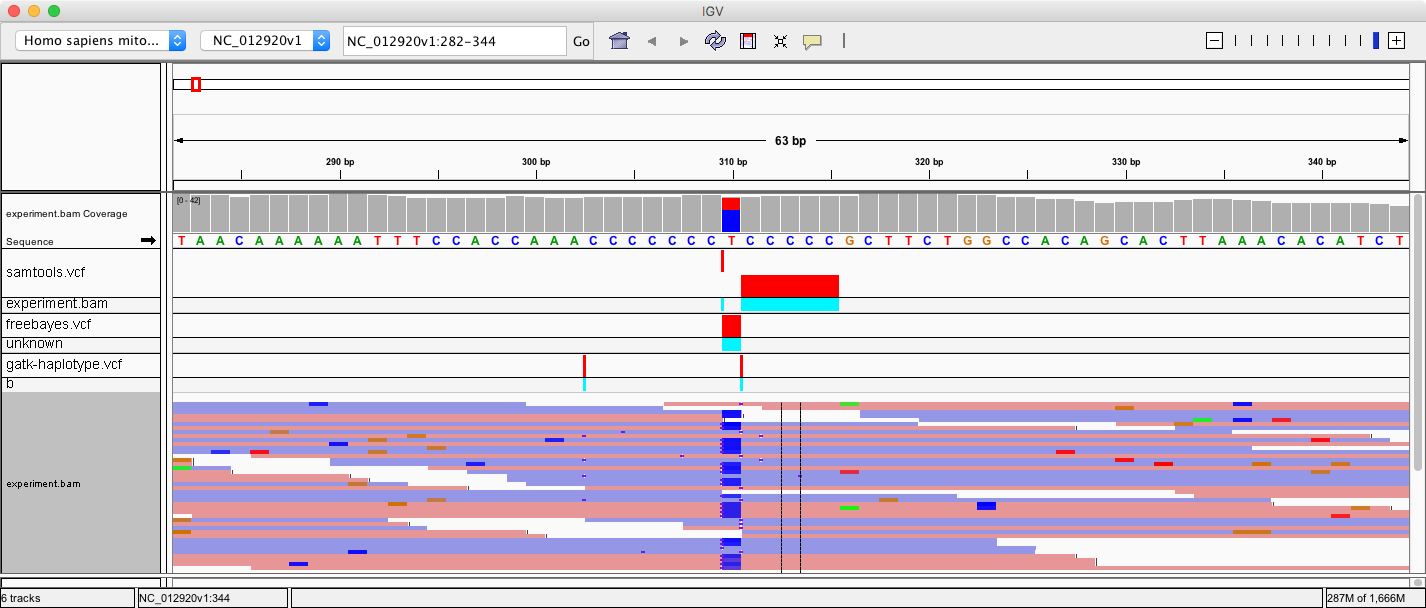 IGV
Homo sapiens mito...
NC_012920v1
NC_012920v1:282-344
Go
63 bp
290 bp 300 bp 310 bp 320 bp 330 bp 340 bp
experiment.bam Coverage
[0 - 42]
Sequence
T A A C A A A A A A T T T C C A C C A A A C C C C C C C T C C C C C G C T T C T G G C C A C A G C A C T T A A A C A C A T C T
samtools.vcf
experiment.bam
freebayes.vcf
unknown
gatk-haplotype.vcf
b
experiment.bam
6 tracks
NC_012920v1:344
287M of 1,666M